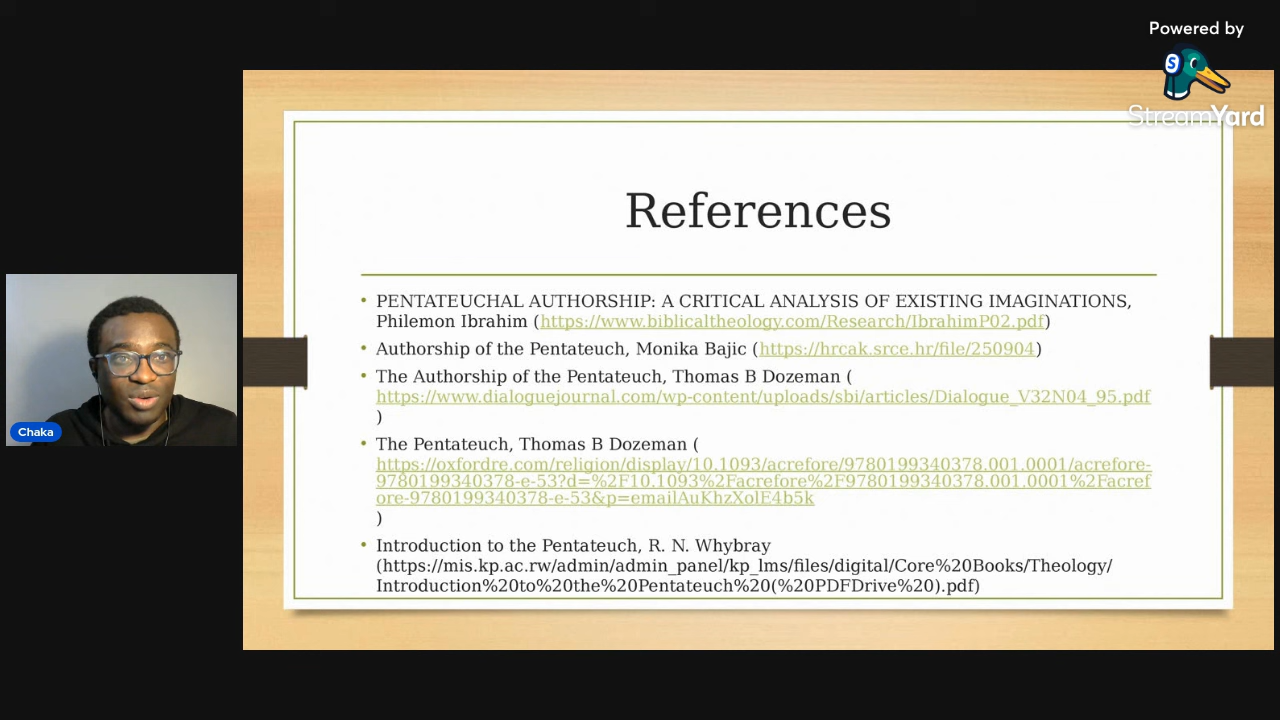 Powered by
StreamYard
References
• PENTATEUCHAL AUTHORSHIP: A CRITICAL ANALYSIS OF EXISTING IMAGINATIONS,
Philemon Ibrahim (https://www.biblicaltheology.com/Research/IbrahimP02.pdf)
• Authorship of the Pentateuch, Monika Bajic (https://hrcak.srce.hr/file/250904)
• The Authorship of the Pentateuch, Thomas B Dozeman (
https://www.dialoguejournal.com/wp-content/uploads/sbi/articles/Dialogue_V32N04_95.pdf
)
• The Pentateuch, Thomas B Dozeman (
https://oxfordre.com/religion/display/10.1093/acrefore/9780199340378.001.0001/acrefore-
9780199340378-e-53?d=%2F10.1093%2Facrefore%2F9780199340378.001.0001%2Facref
ore-9780199340378-e-53&p=emailAuKhzXolE4b5k
)
• Introduction to the Pentateuch, R. N. Whybray
(https://mis.kp.ac.rw/admin/admin_panel/kp_lms/files/digital/Core%20Books/Theology/
Introduction%20to%20the%20Pentateuch%20(%20PDFDrive%20).pdf)
Chaka